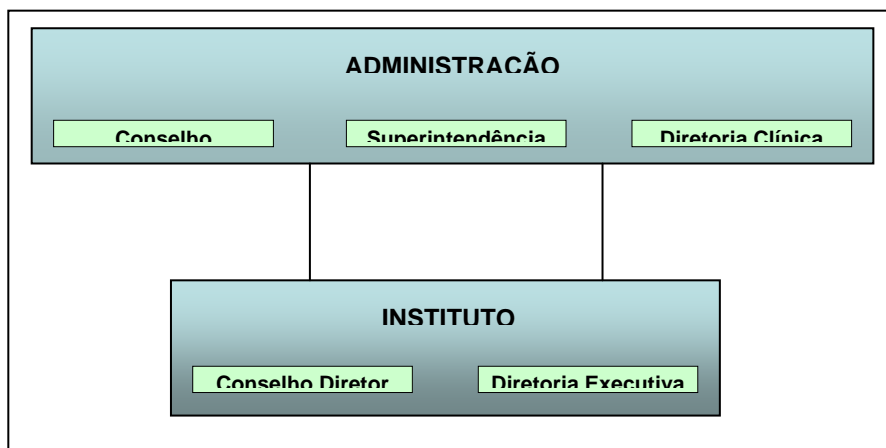 ADMINISTRAÇÃO
Conselho
Superintendência
Diretoria Clínica
INSTITUTO
Conselho Diretor
Diretoria Executiva